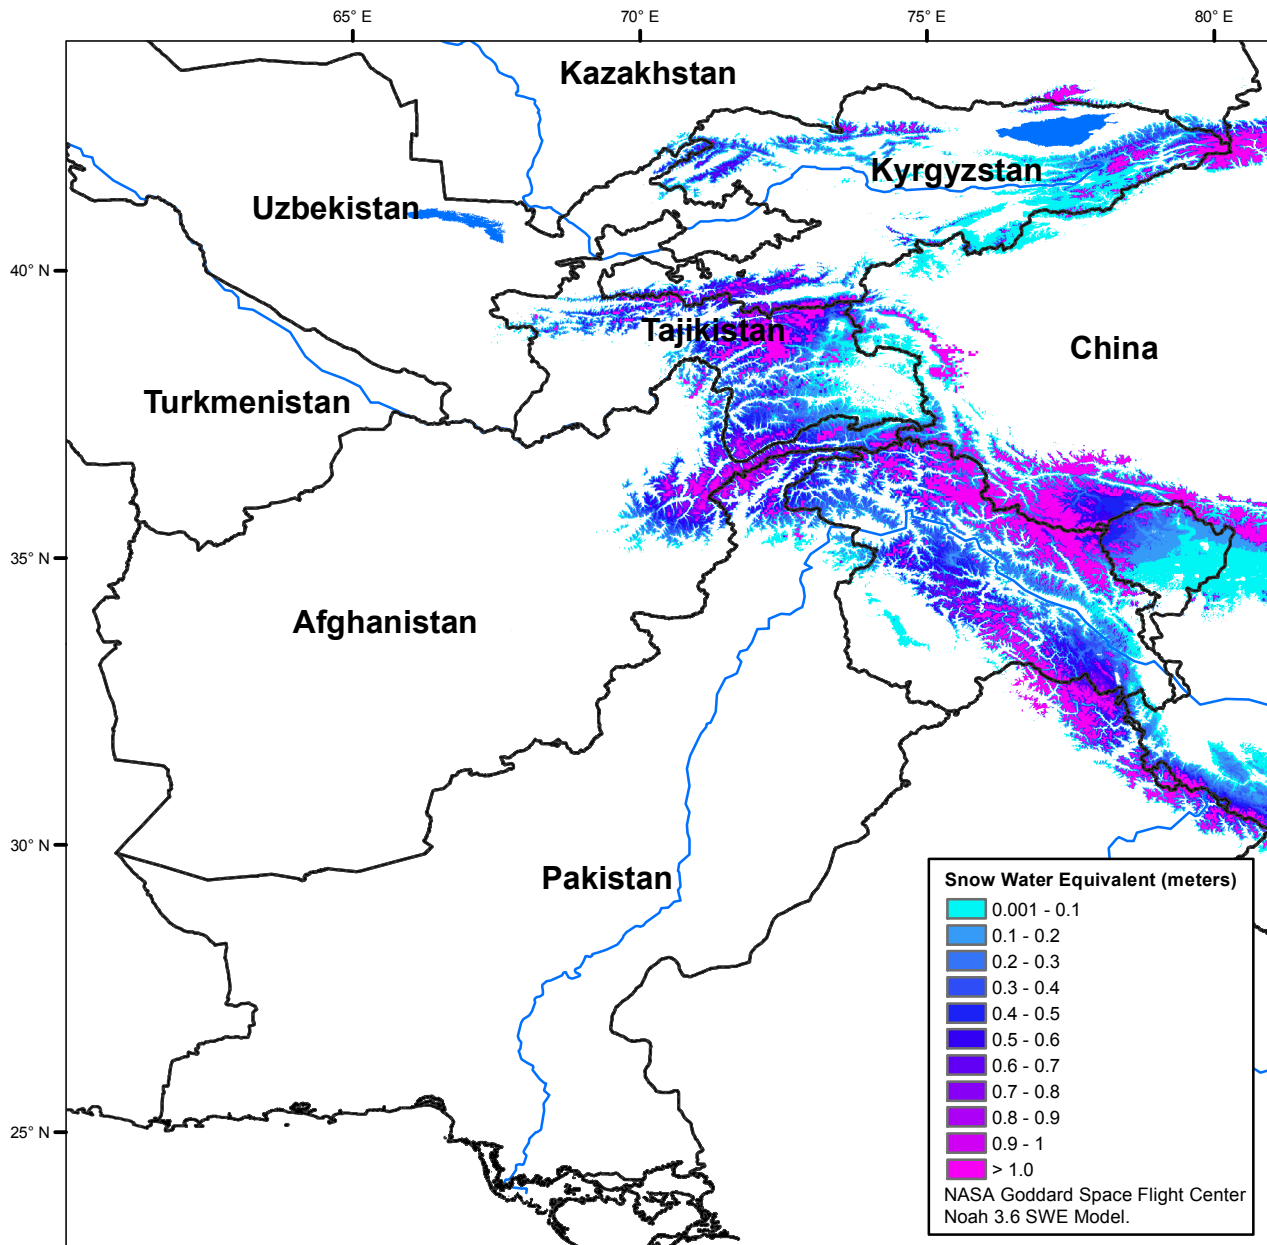 65° E
70° E
75° E
80° E
Kazakhstan
Kyrgyzstan
Uzbekistan
40° N
Tajikistan
China
Turkmenistan
35° N
Afghanistan
30° N
Pakistan
25° N
Snow Water Equivalent (meters)
0.001 - 0.1
0.1 - 0.2
0.2 - 0.3
0.3 - 0.4
0.4 - 0.5
0.5 - 0.6
0.6 - 0.7
0.7 - 0.8
0.8 - 0.9
0.9 - 1
> 1.0
NASA Goddard Space Flight Center
Noah 3.6 SWE Model.